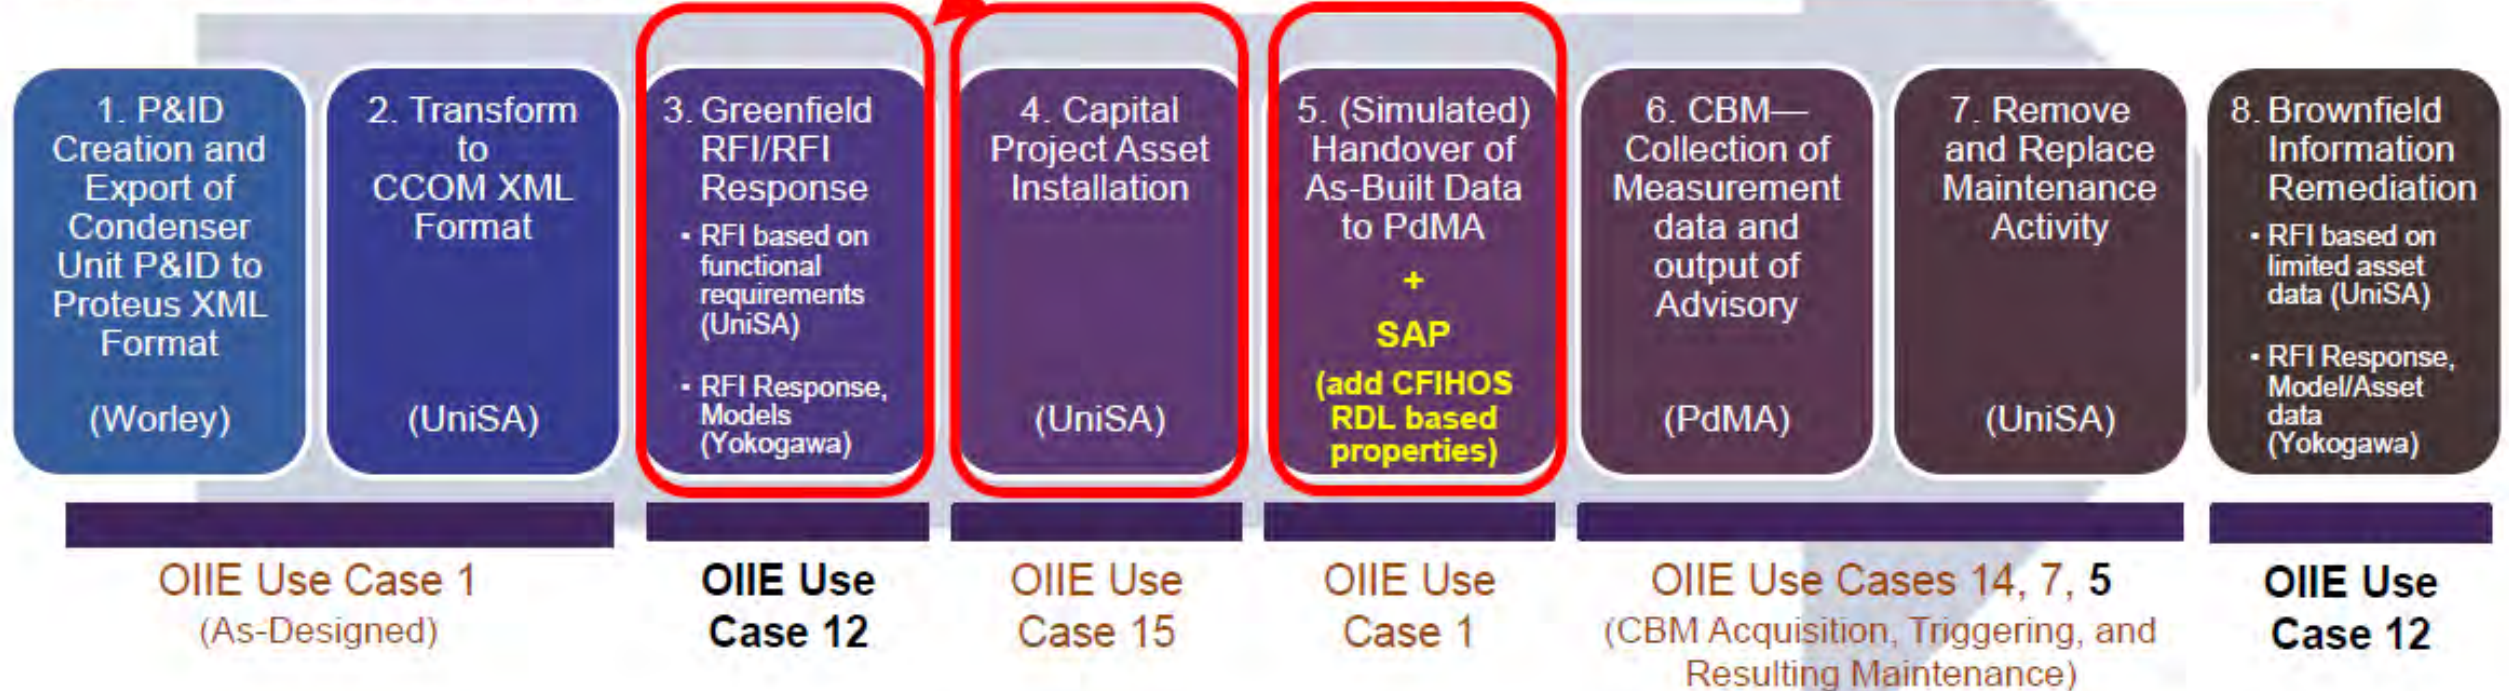 1. P&ID
Creation and
Export of
Condenser
Unit P&ID to
Proteus XML
Format
(Worley)
2. Transform
to
CCOM XML
Format
(UniSA)
3. Greenfield
RFI/RFI
Response
▪ RFI based on
functional
requirements
(UniSA)
▪ RFI Response,
Models
(Yokogawa)
4. Capital
Project Asset
Installation
(UniSA)
5. (Simulated)
Handover of
As-Built Data
to PdMA
+
SAP
(add CFIHOS
RDL based
properties)
6. CBM—
Collection of
Measurement
data and
output of
Advisory
(PdMA)
7. Remove
and Replace
Maintenance
Activity
(UniSA)
8. Brownfield
Information
Remediation
▪ RFI based on
limited asset
data (UniSA)
▪ RFI Response,
Model/Asset
data
(Yokogawa)
OIIE Use Case 1
(As-Designed)
OIIE Use
Case 12
OIIE Use
Case 15
OIIE Use
Case 1
OIIE Use Cases 14, 7, 5
(CBM Acquisition, Triggering, and
Resulting Maintenance)
OIIE Use
Case 12